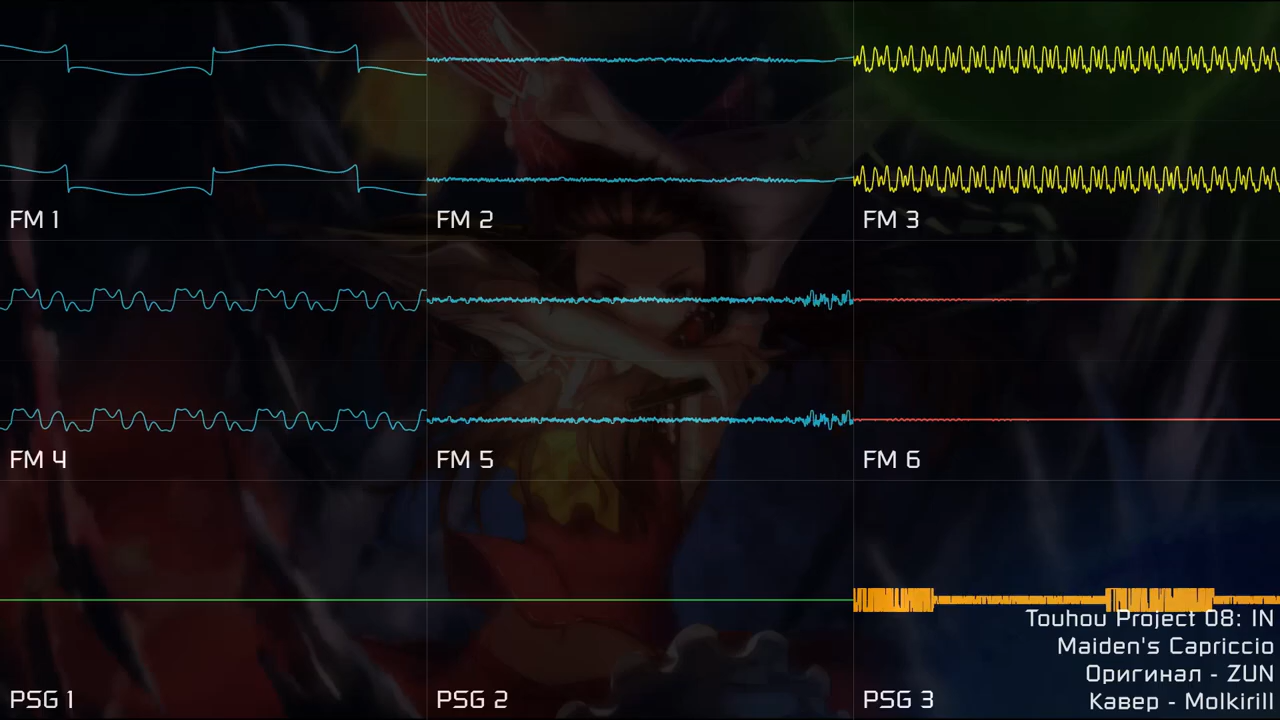 FM 1
FM 2
FM 3
FM 4
FM 5
FM 6
PSG 1
PSG 2
PSG 3
Touhou Project 08: IN
Maiden's Capriccio
Оригинал - ZUN
Кавер - Molkirill